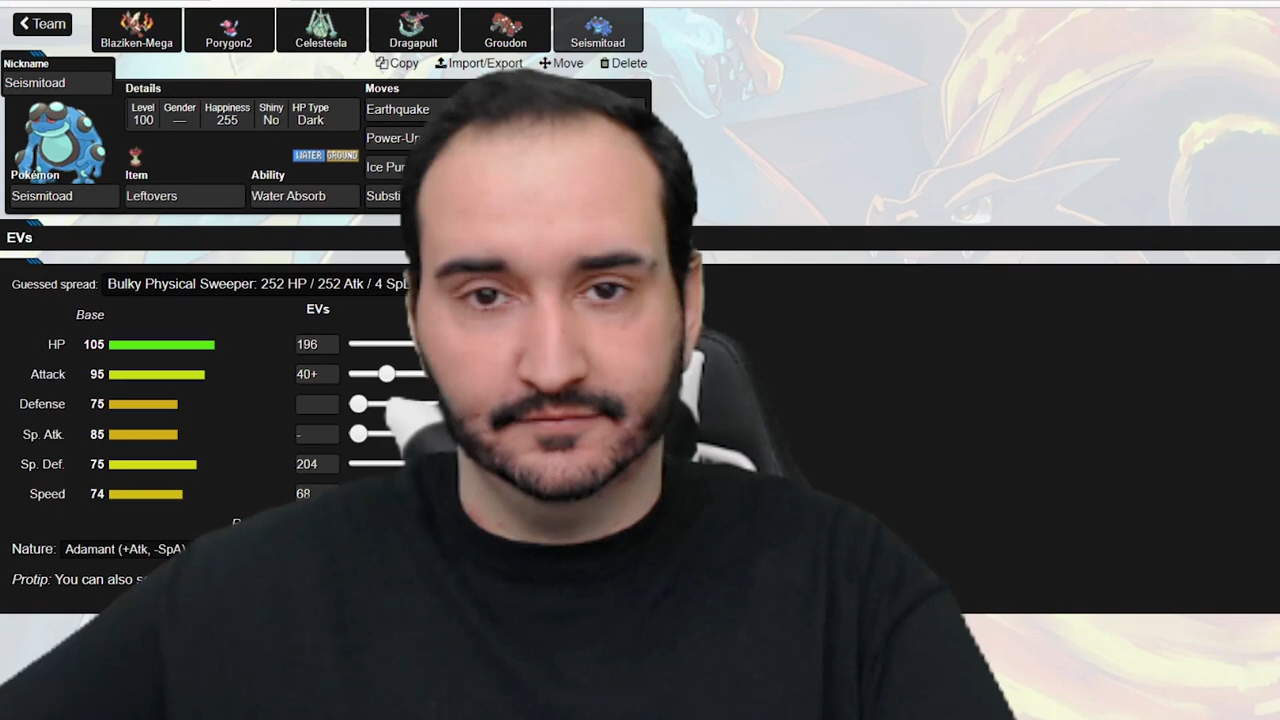 Team
Blaziken-Mega Porygon2 Celesteela Dragapult Groudon Seismitoad
Copy Import/Export Move Delete
Nickname
Seismitoad
Details Moves
Level Gender Happiness Shiny HP Type
100 — 255 No Dark
Earthquake
Power-Up
WATER GROUND
Ice Pun
Pokémon Item Ability
Seismitoad Leftovers Water Absorb Substi
EVs
Guessed spread: Bulky Physical Sweeper: 252 HP / 252 Atk / 4 SpD
Base EVs
HP 105 196
Attack 95 40+
Defense 75
Sp. Atk. 85 -
Sp. Def. 75 204
Speed 74 68
Nature: Adamant (+Atk, -SpA)
Protip: You can also